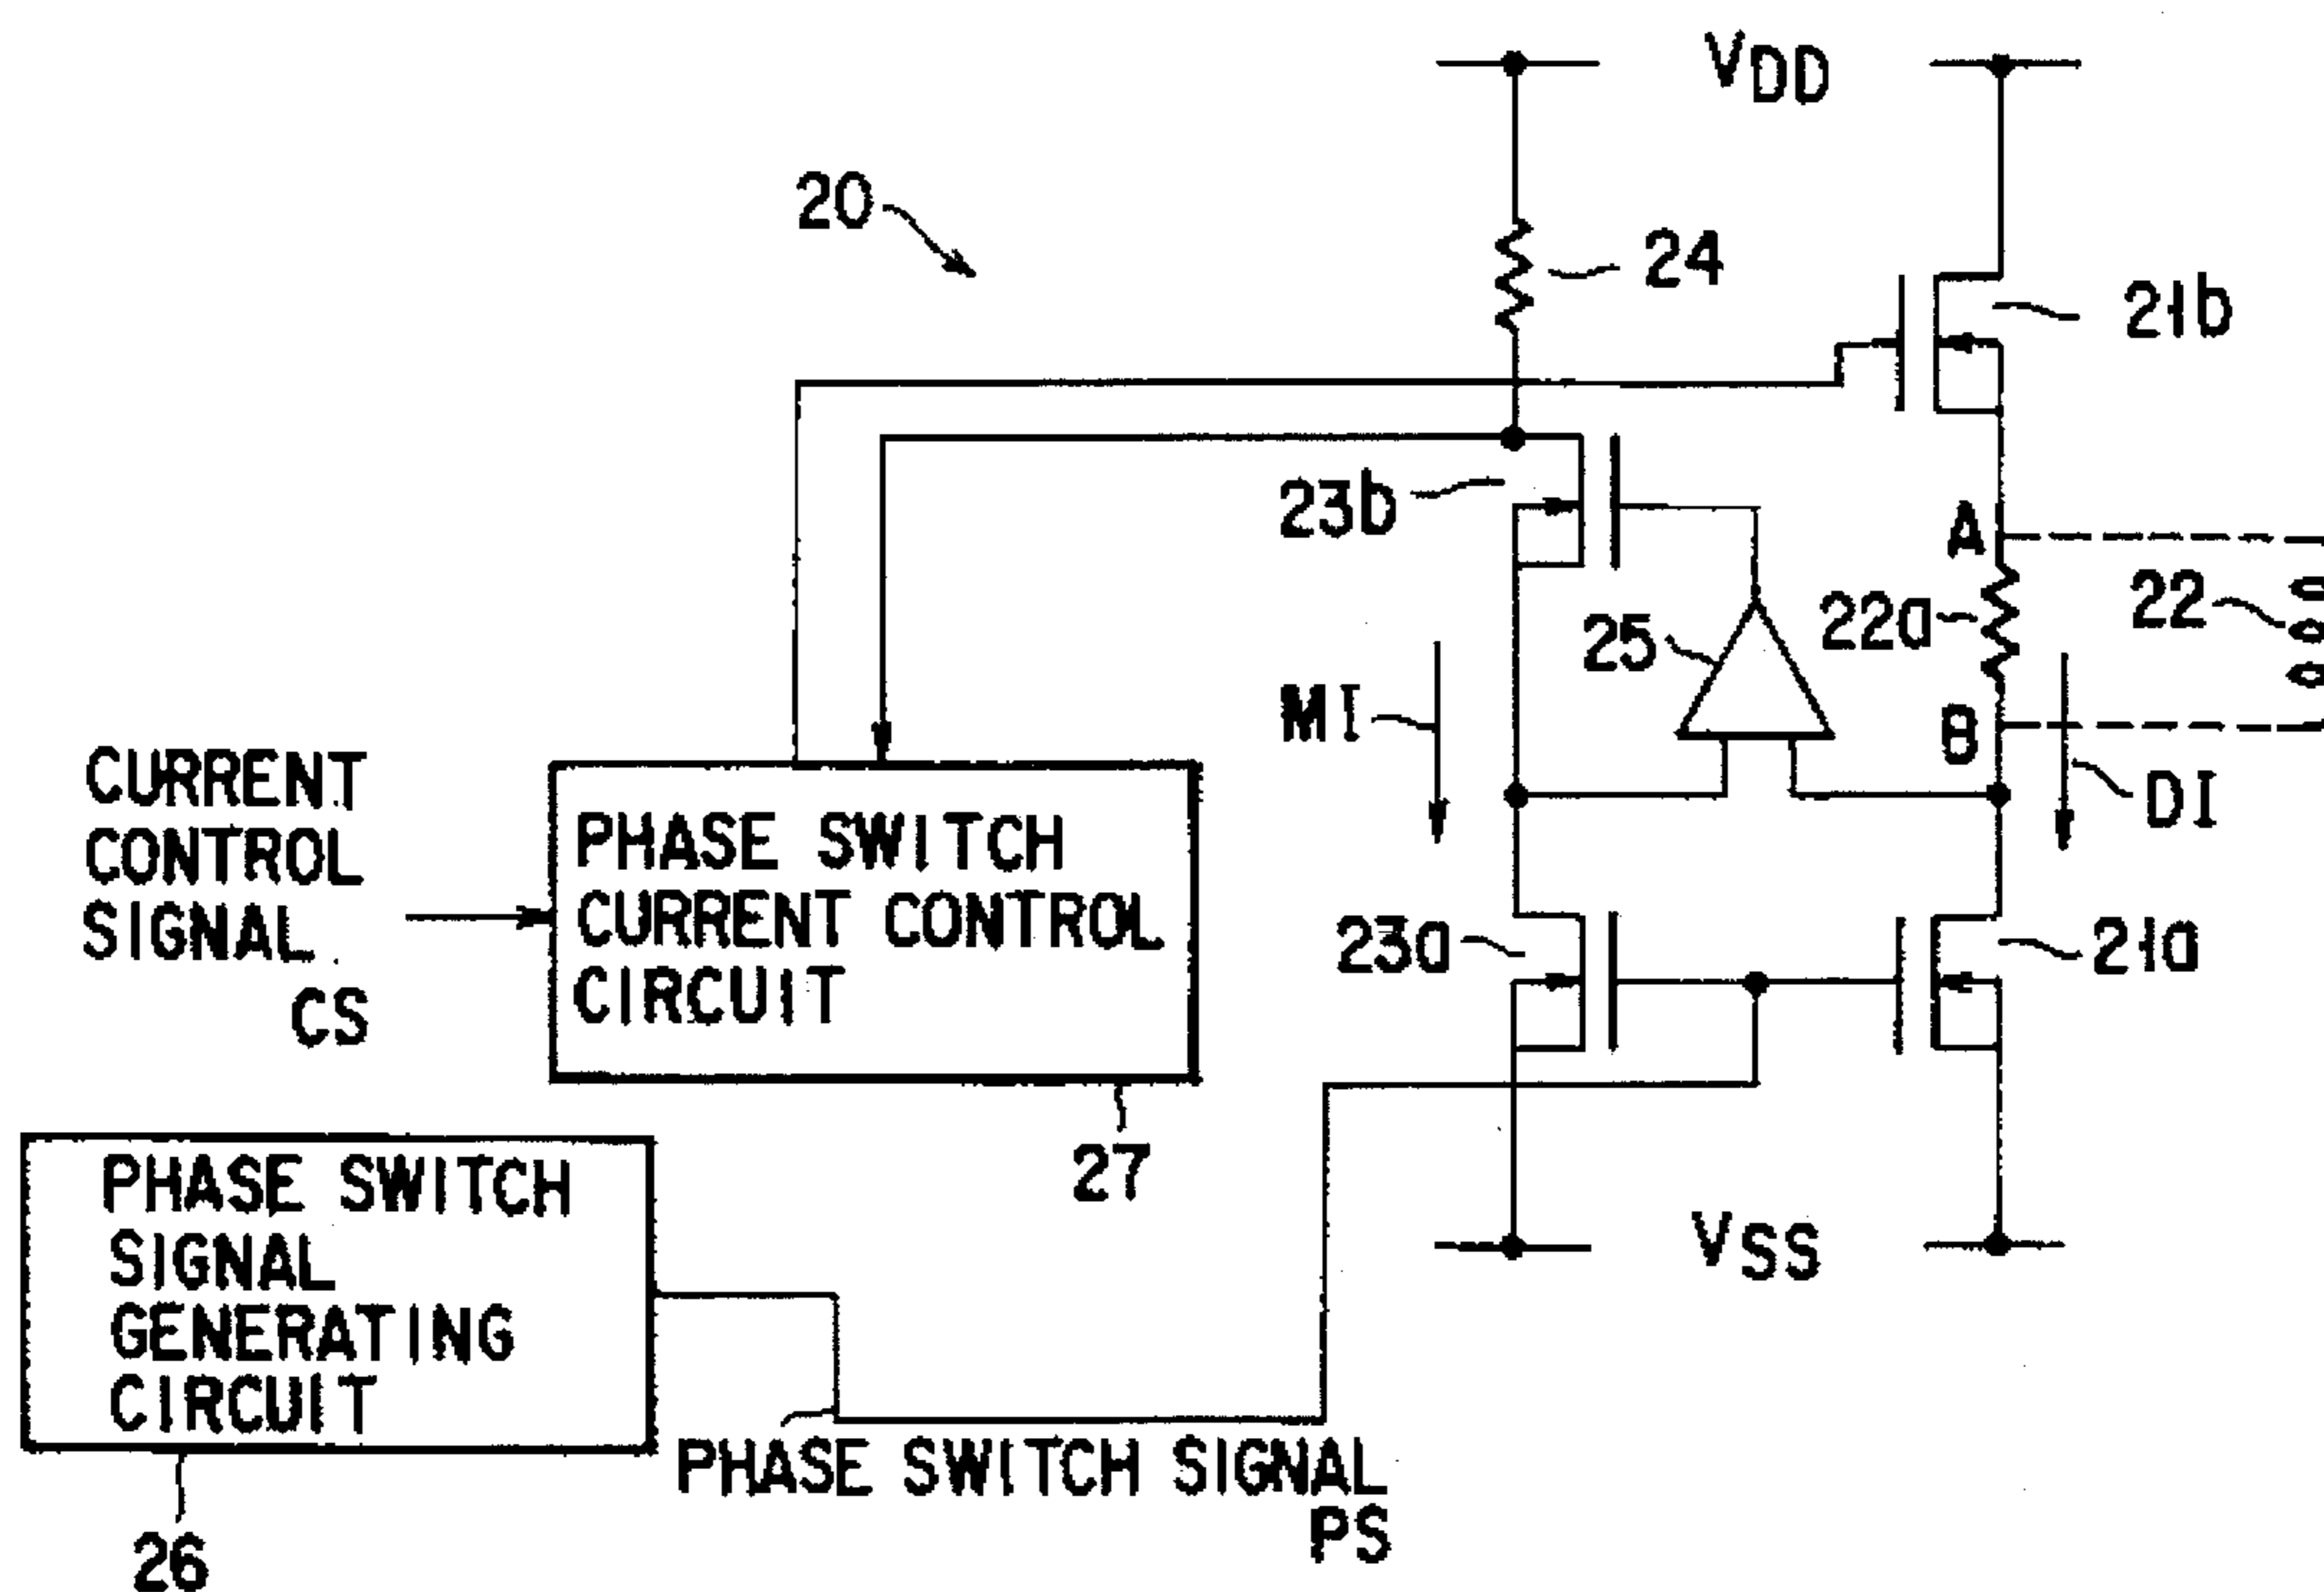 VDD
20
24
21b
23b
A
22a
22
25
MI
B
DI
CURRENT
CONTROL
SIGNAL
CS
PHASE SWITCH
CURRENT CONTROL
CIRCUIT
23a
21a
27
PHASE SWITCH
SIGNAL
GENERATING
CIRCUIT
VSS
PHASE SWITCH SIGNAL
PS
26